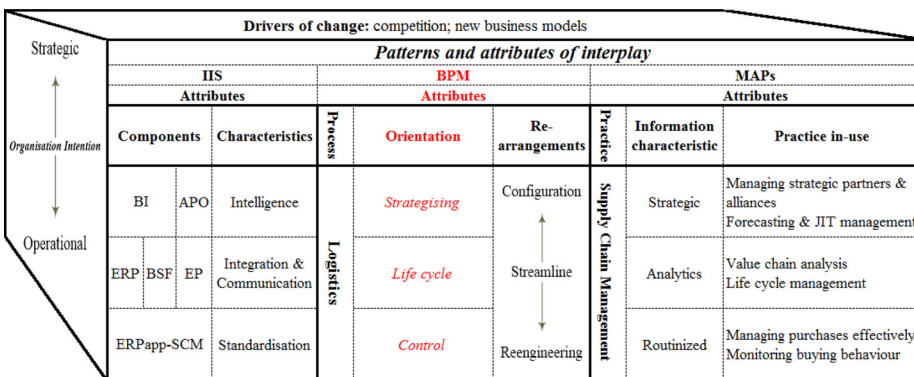 Drivers of change: competition; new business models
Strategic
Organisation Intention
Operational
Patterns and attributes of interplay
IIS
BPM
MAPs
Attributes
Attributes
Attributes
Components
Characteristics
Process
Orientation
Re-
arrangements
Practice
Information
characteristic
Practice in-use
BI
APO
Intelligence
Logistics
Strategising
Configuration
Supply Chain Management
Strategic
Managing strategic partners &
alliances
Forecasting & JIT management
ERP
BSF
EP
Integration &
Communication
Life cycle
Streamline
Analytics
Value chain analysis
Life cycle management
ERPapp-SCM
Standardisation
Control
Reengineering
Routinized
Managing purchases effectively
Monitoring buying behaviour